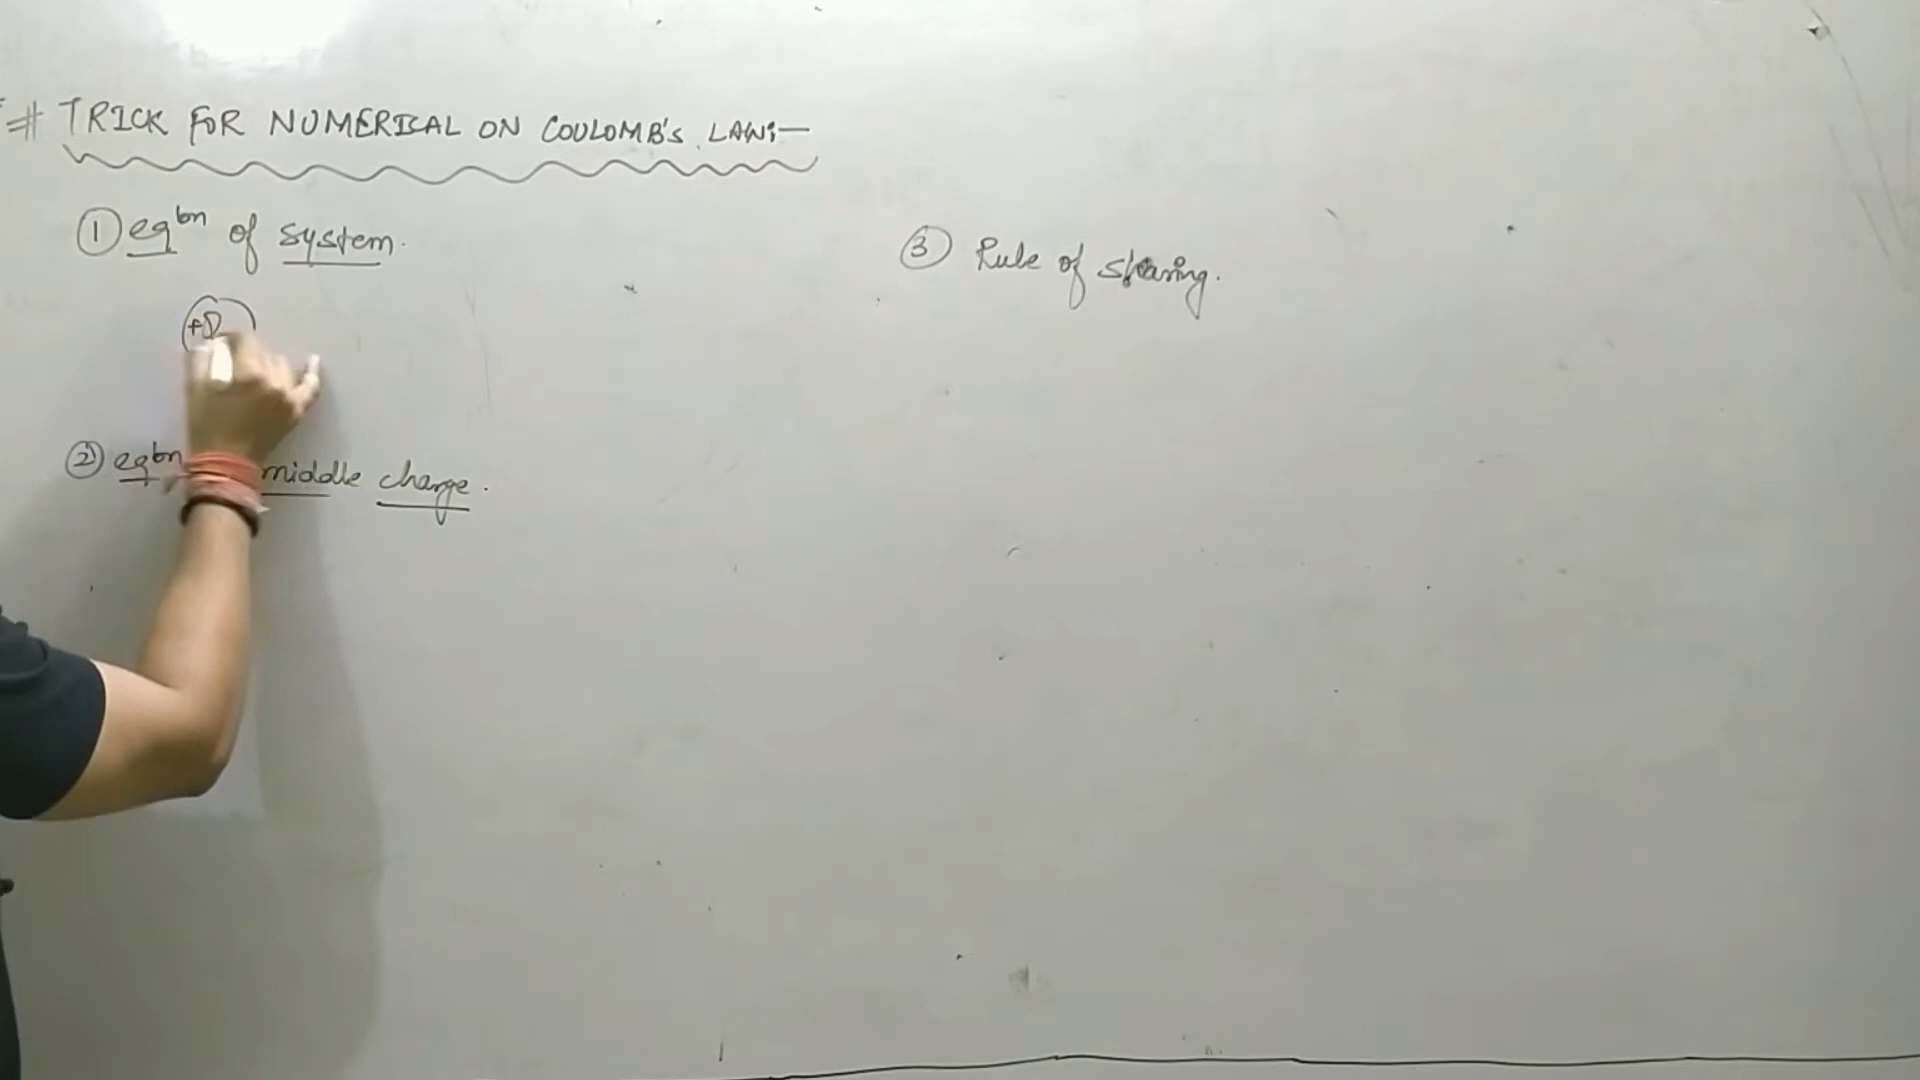 # TRICK FOR NUMERICAL ON COULOMB'S LAW:—
① eqbn of system.
+Q
② eqbn middle charge.
③ Rule of sharing.